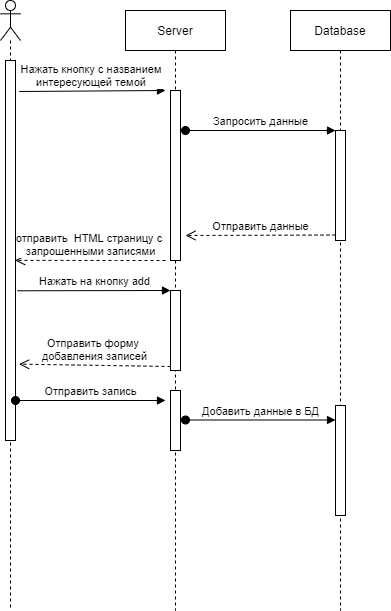 Server
Database
Нажать кнопку с названием
интересующей темой
Запросить данные
Отправить данные
отправить HTML страницу с
запрошенными записями
Нажать на кнопку add
Отправить форму
добавления записей
Отправить запись
Добавить данные в БД